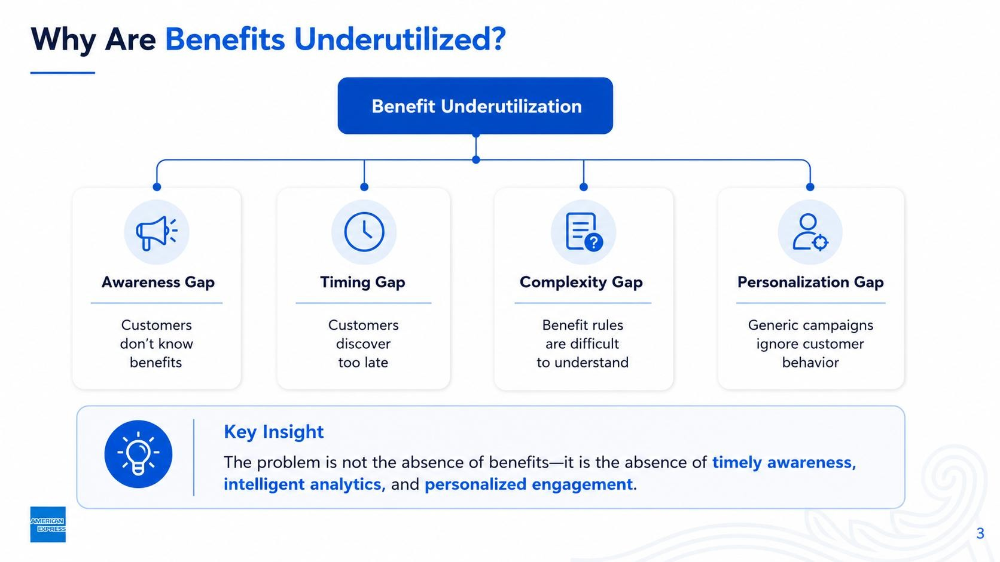 Why Are Benefits Underutilized?
Benefit Underutilization
Awareness Gap
Customers
don't know
benefits
Timing Gap
Customers
discover
too late
Complexity Gap
Benefit rules
are difficult
to understand
Personalization Gap
Generic campaigns
ignore customer
behavior
Key Insight
The problem is not the absence of benefits—it is the absence of timely awareness,
intelligent analytics, and personalized engagement.
AMERICAN
EXPRESS
3